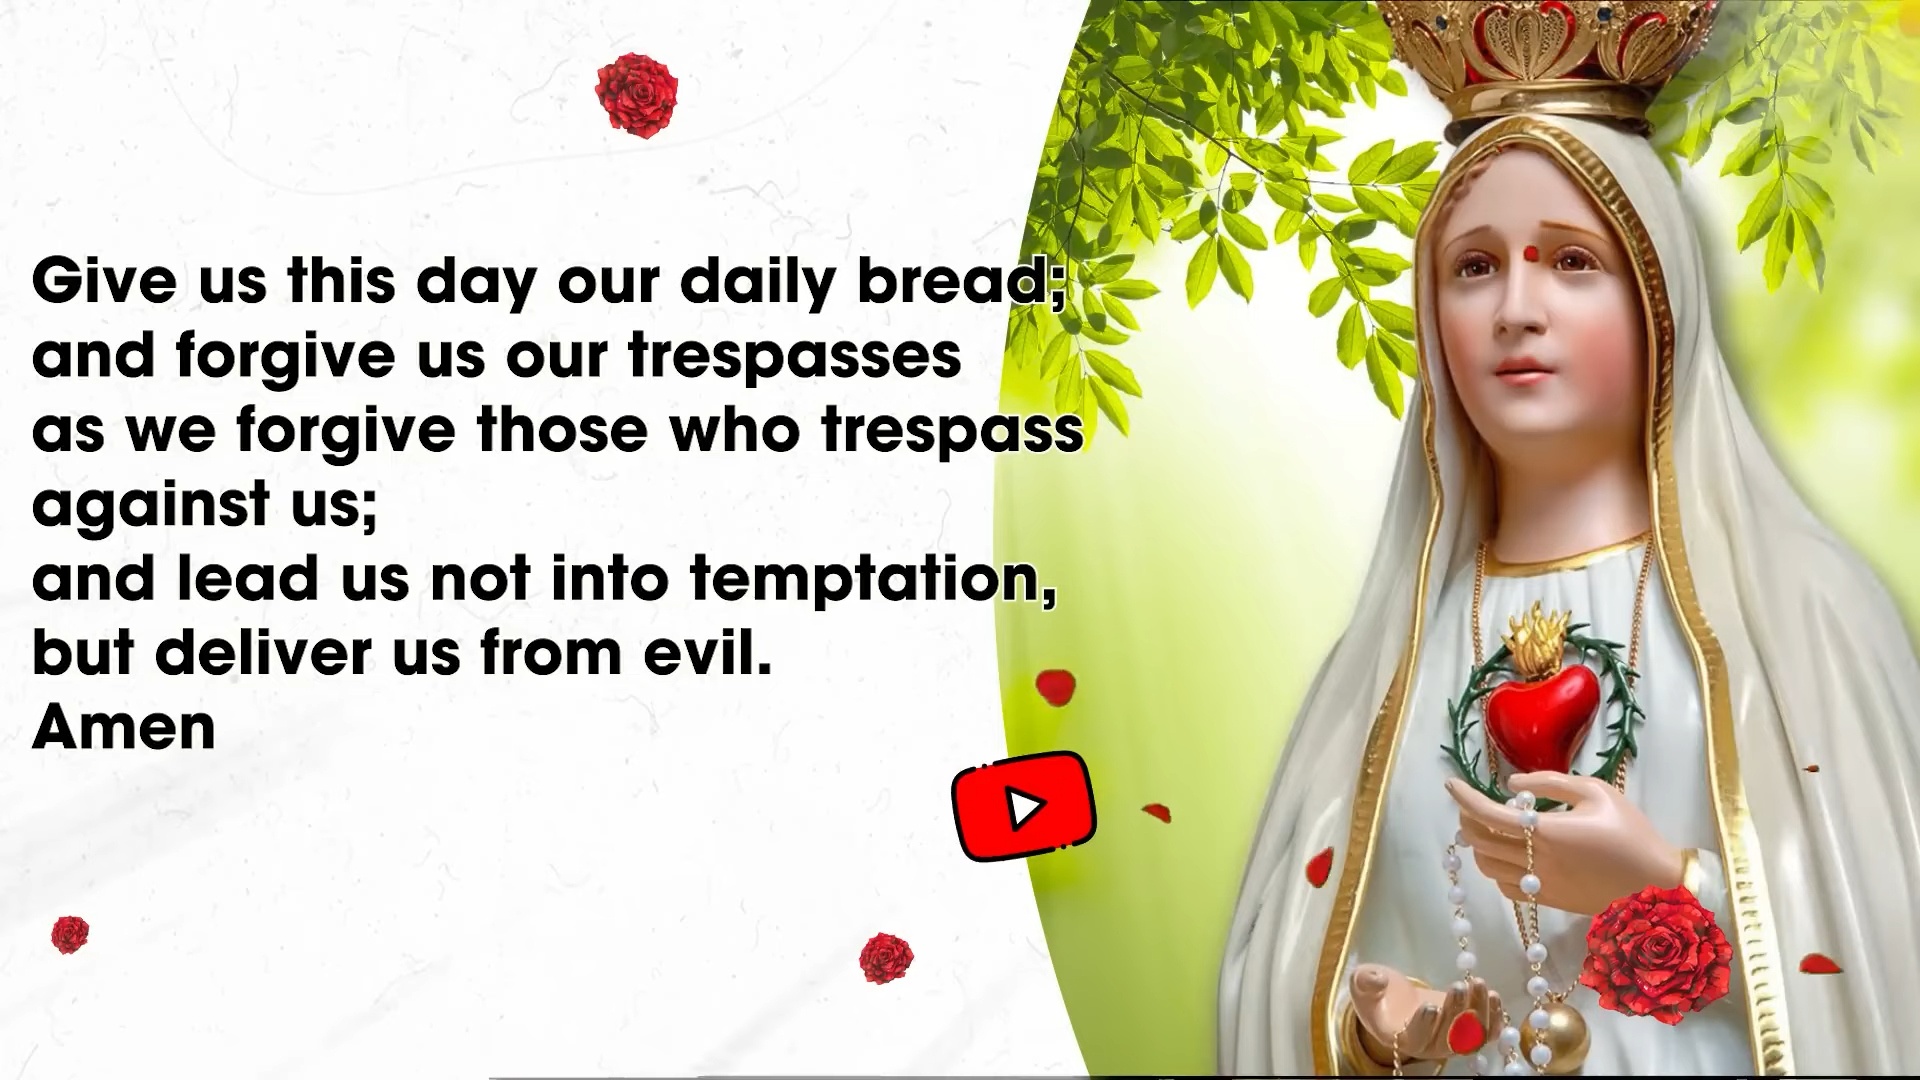 Give us this day our daily bread;
and forgive us our trespasses
as we forgive those who trespass
against us;
and lead us not into temptation,
but deliver us from evil.
Amen